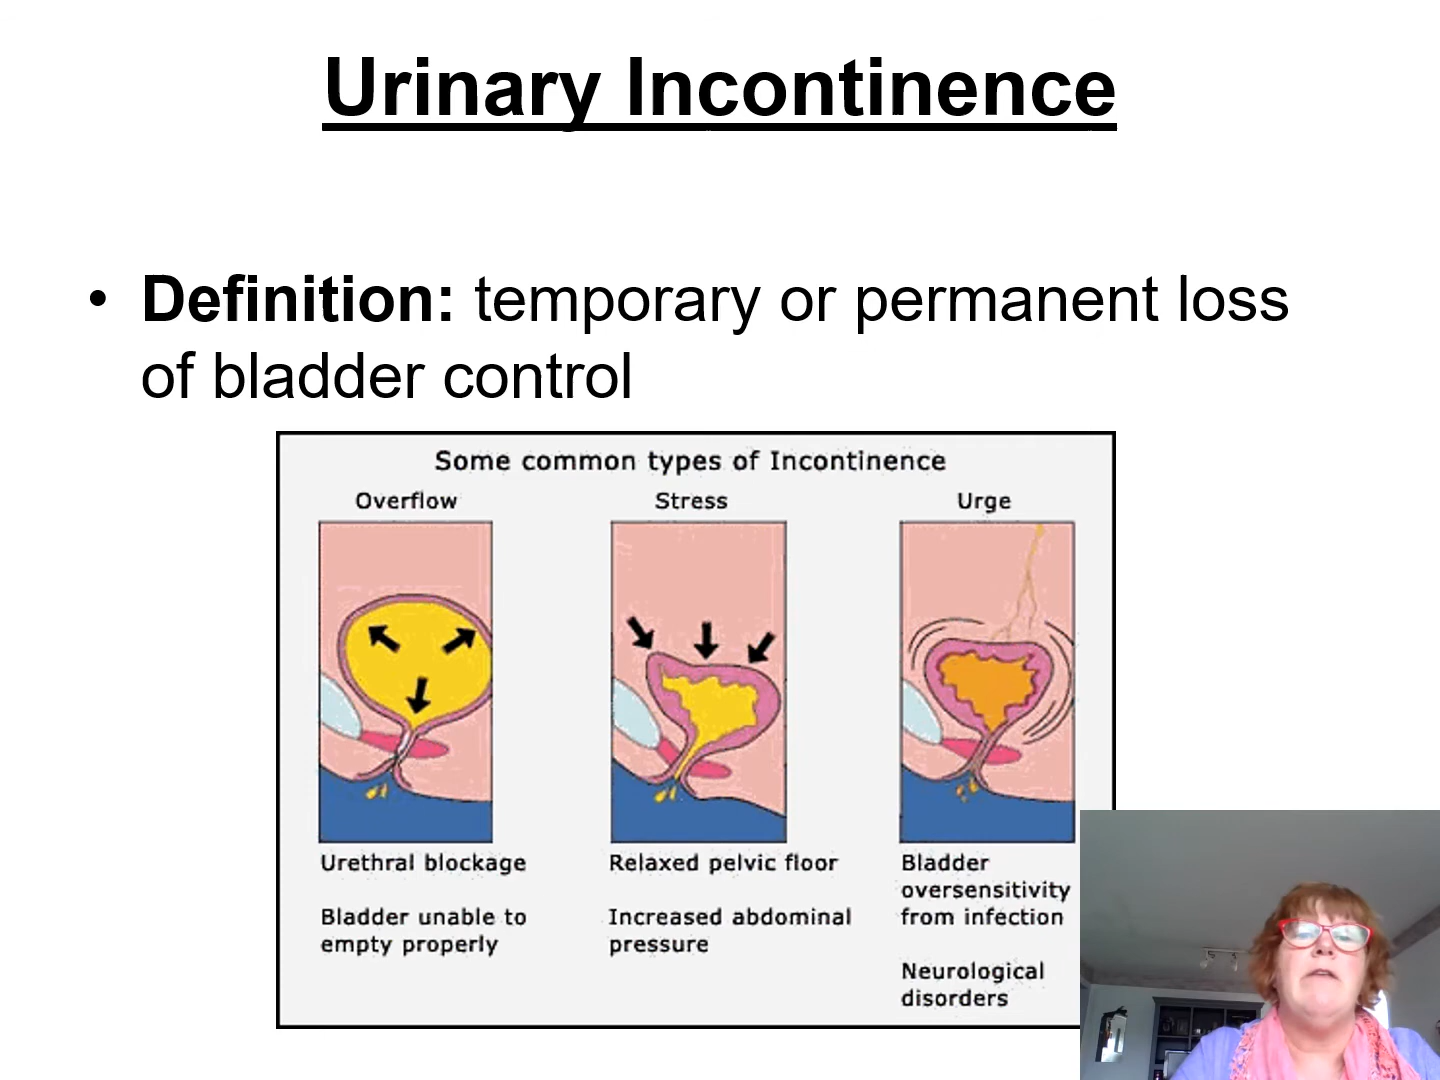 Urinary Incontinence
• Definition: temporary or permanent loss
of bladder control
Some common types of Incontinence
Overflow
Stress
Urge
Urethral blockage
Bladder unable to
empty properly
Relaxed pelvic floor
Increased abdominal
pressure
Bladder
oversensitivity
from infection
Neurological
disorders